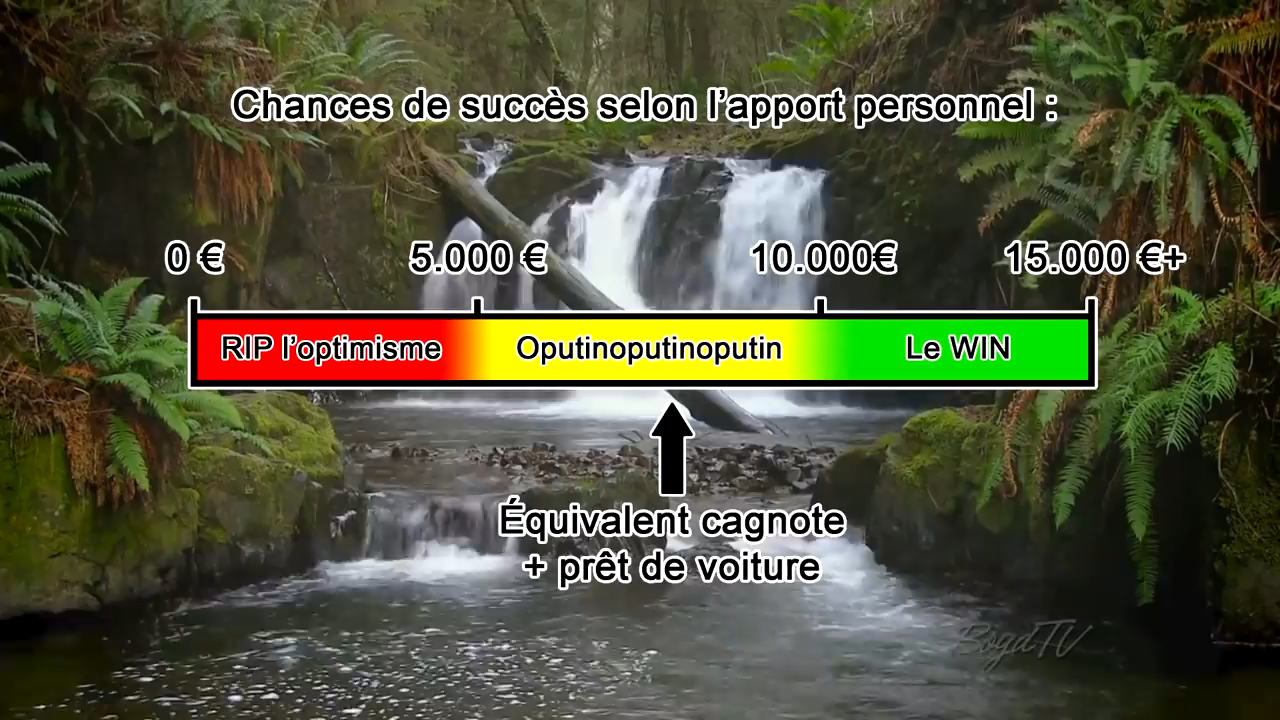 Chances de succès selon l’apport personnel :
0 € 5.000 € 10.000€ 15.000 €+
RIP l’optimisme Oputinoputinoputin Le WIN
Équivalent cagnote
+ prêt de voiture
BogdTV